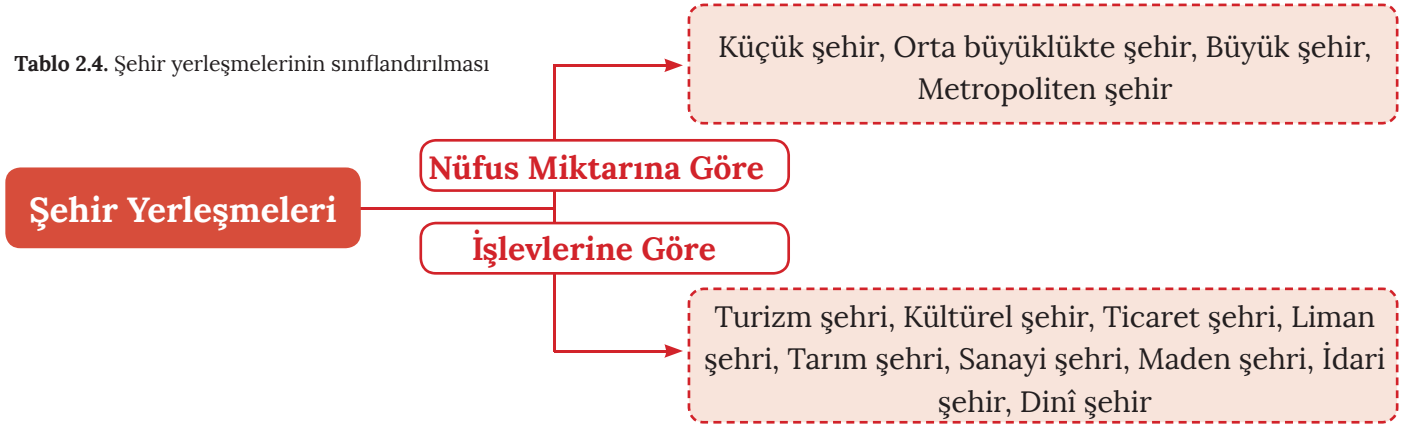 Tablo 2.4. Şehir yerleşmelerinin sınıflandırılması
Küçük şehir, Orta büyüklükte şehir, Büyük şehir,
Metropoliten şehir
Nüfus Miktarına Göre
Şehir Yerleşmeleri
İşlevlerine Göre
Turizm şehri, Kültürel şehir, Ticaret şehri, Liman
şehri, Tarım şehri, Sanayi şehri, Maden şehri, İdari
şehir, Dinî şehir